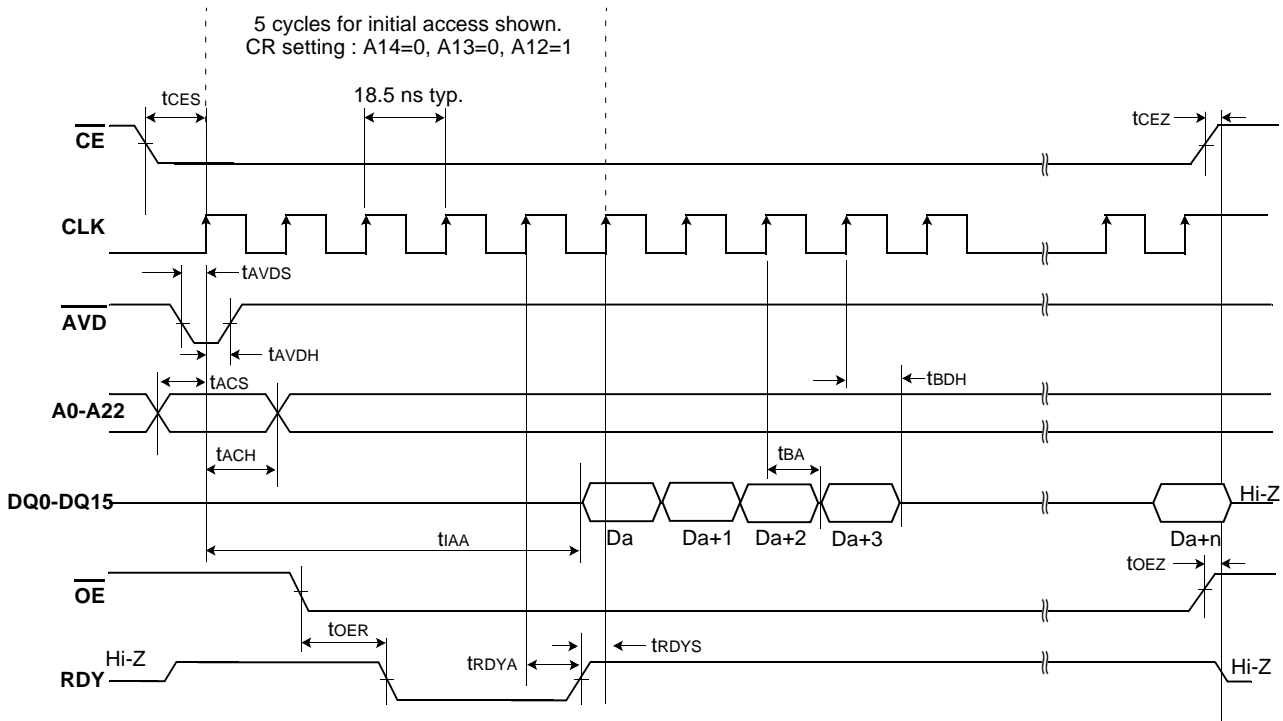 5 cycles for initial access shown.
CR setting : A14=0, A13=0, A12=1
tCES
18.5 ns typ.
tCEZ
CE
CLK
tAVDS
AVD
tAVDH
tACS
tBDH
A0-A22
tACH
tBA
DQ0-DQ15
Hi-Z
Da
Da+1
Da+2
Da+3
Da+n
tIAA
tOEZ
OE
tOER
tRDYS
tRDYA
Hi-Z
Hi-Z
RDY